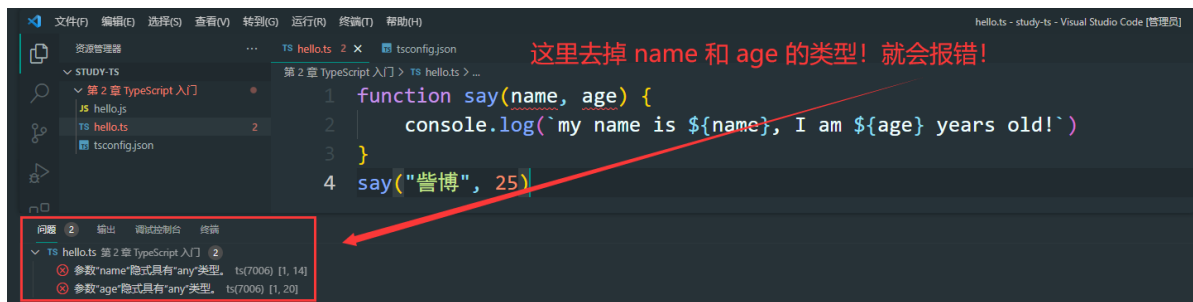 文件(F) 编辑(E) 选择(S) 查看(V) 转到(G) 运行(R) 终端(T) 帮助(H) hello.ts - study-ts - Visual Studio Code [管理员]
资源管理器 ··· TS hello.ts 2 × tsconfig.json
这里去掉 name 和 age 的类型！就会报错！
STUDY-TS 第 2 章 TypeScript 入门 > TS hello.ts > ...
第 2 章 TypeScript 入门
JS hello.js
TS hello.ts 2
tsconfig.json
1 function say(name, age) {
2 console.log(`my name is ${name}, I am ${age} years old!`)
3 }
4 say("訾博", 25)
问题 2 输出 调试控制台 终端
TS hello.ts 第 2 章 TypeScript 入门 2
参数"name"隐式具有"any"类型。 ts(7006) [1, 14]
参数"age"隐式具有"any"类型。 ts(7006) [1, 20]